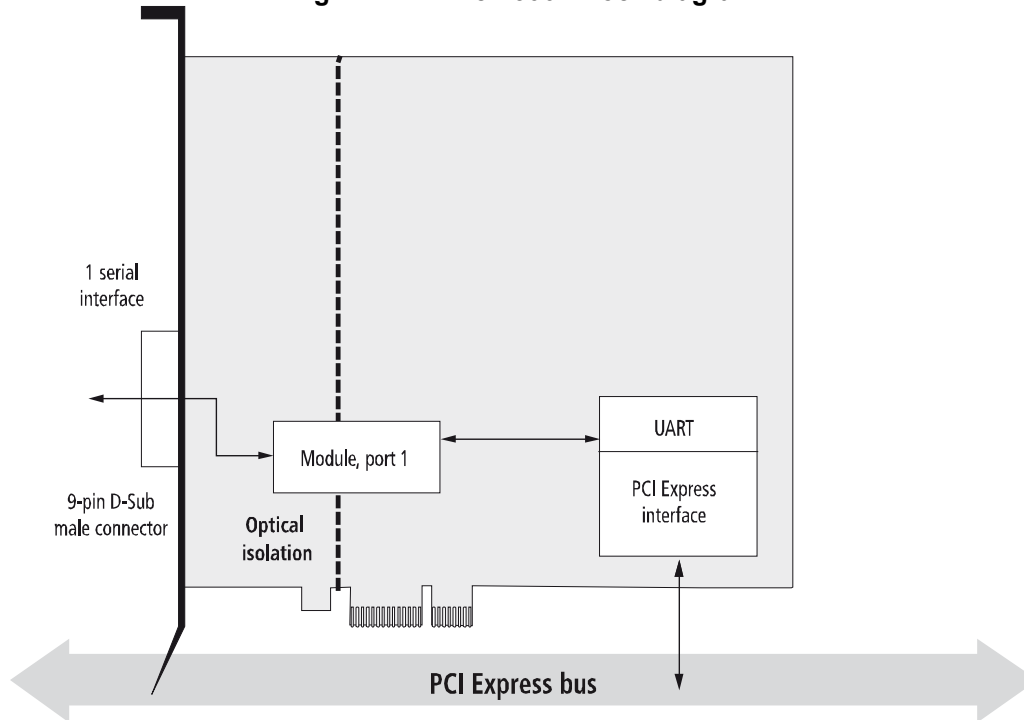 1 serial
interface
UART
Module, port 1
PCI Express
interface
9-pin D-Sub
male connector
Optical
isolation
PCI Express bus